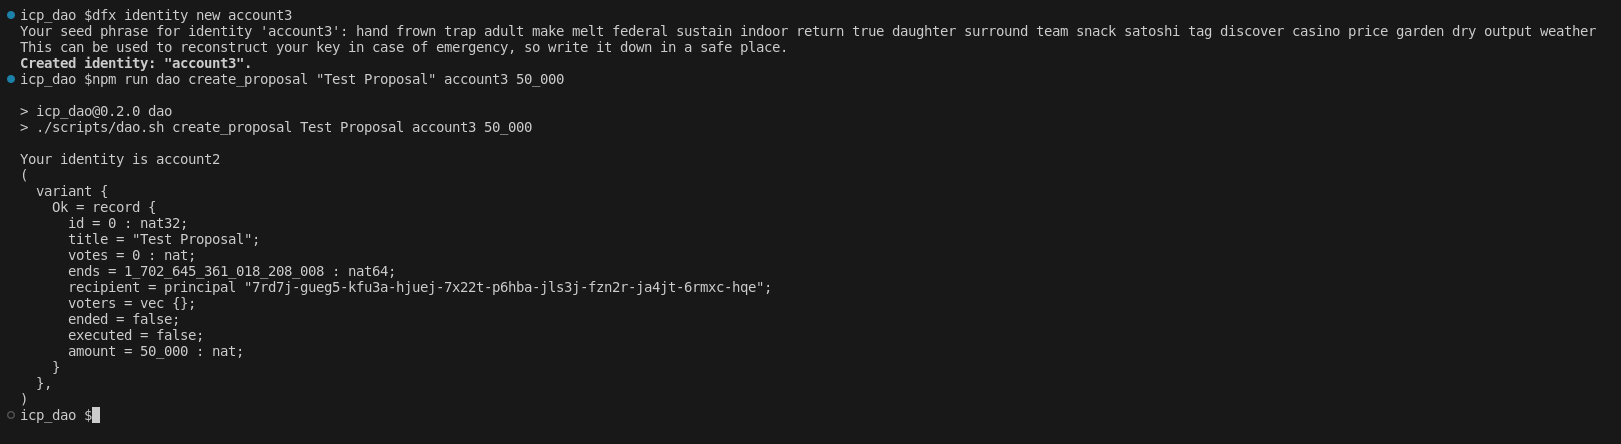 icp_dao $dfx identity new account3
Your seed phrase for identity 'account3': hand frown trap adult make melt federal sustain indoor return true daughter surround team snack satoshi tag discover casino price garden dry output weather
This can be used to reconstruct your key in case of emergency, so write it down in a safe place.
Created identity: "account3".
icp_dao $npm run dao create_proposal "Test Proposal" account3 50_000
> icp_dao@0.2.0 dao
> ./scripts/dao.sh create_proposal Test Proposal account3 50_000
Your identity is account2
(
  variant {
    Ok = record {
      id = 0 : nat32;
      title = "Test Proposal";
      votes = 0 : nat;
      ends = 1_702_645_361_018_208_008 : nat64;
      recipient = principal "7rd7j-gueg5-kfu3a-hjuej-7x22t-p6hba-jls3j-fzn2r-ja4jt-6rmxc-hqe";
      voters = vec {};
      ended = false;
      executed = false;
      amount = 50_000 : nat;
    }
  },
)
icp_dao $